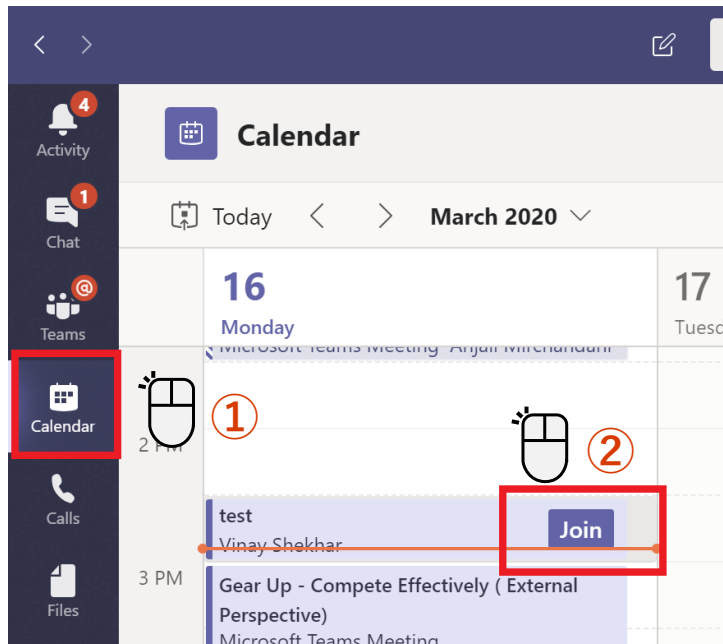 4
Activity
1
Chat
@
Teams
Calendar
Calls
Files
Calendar
Today
March 2020
16
Monday
17
Tuesd
Microsoft Teams Meeting Anjali Mirchandani
①
2 PM
②
test
Join
Vinay Shekhar
3 PM
Gear Up - Compete Effectively ( External
Perspective)
Microsoft Teams Meeting